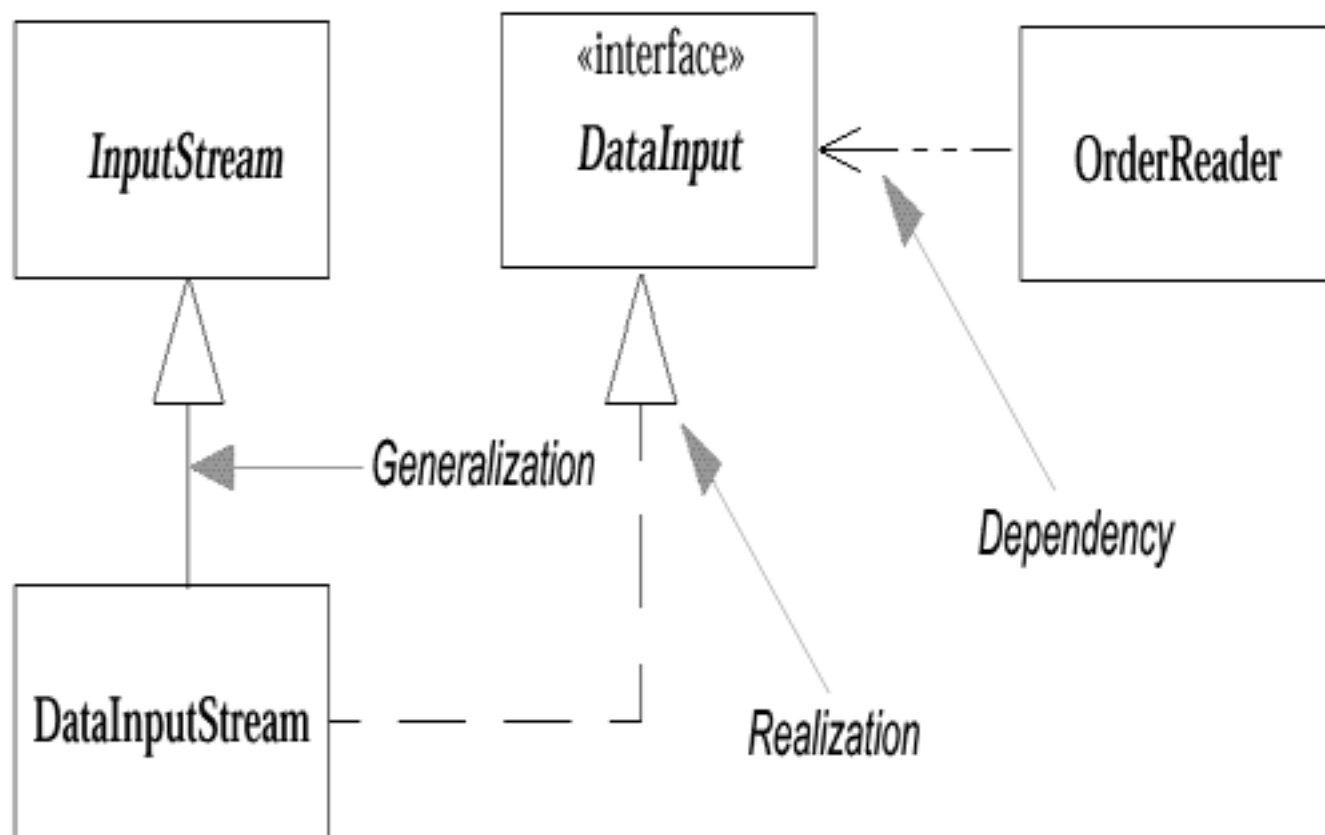 «interface»
InputStream
DataInput
OrderReader
Generalization
Dependency
DataInputStream
Realization